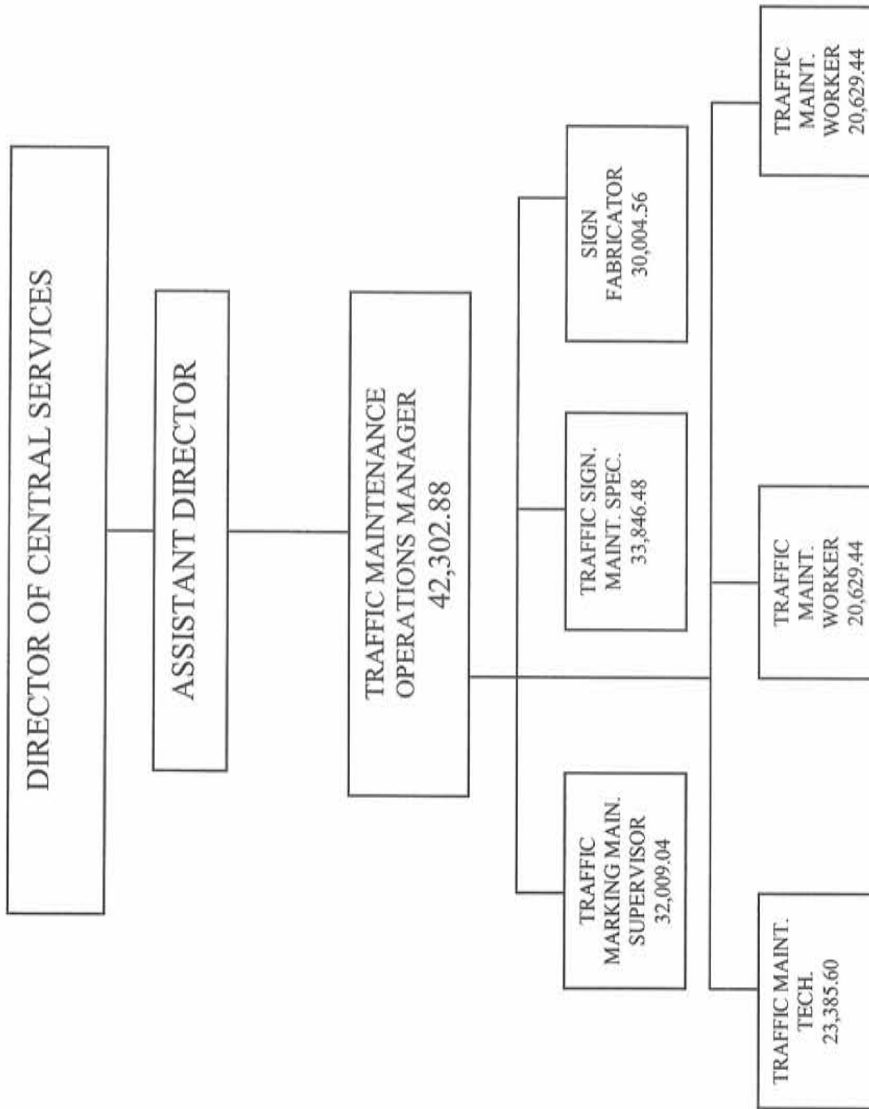 DIRECTOR OF CENTRAL SERVICES
ASSISTANT DIRECTOR
TRAFFIC MAINTENANCE
OPERATIONS MANAGER
42,302.88
TRAFFIC
MARKING MAIN.
SUPERVISOR
32,009.04
TRAFFIC SIGN.
MAINT. SPEC.
33,846.48
SIGN
FABRICATOR
30,004.56
TRAFFIC MAINT.
TECH.
23,385.60
TRAFFIC
MAINT.
WORKER
20,629.44
TRAFFIC
MAINT.
WORKER
20,629.44